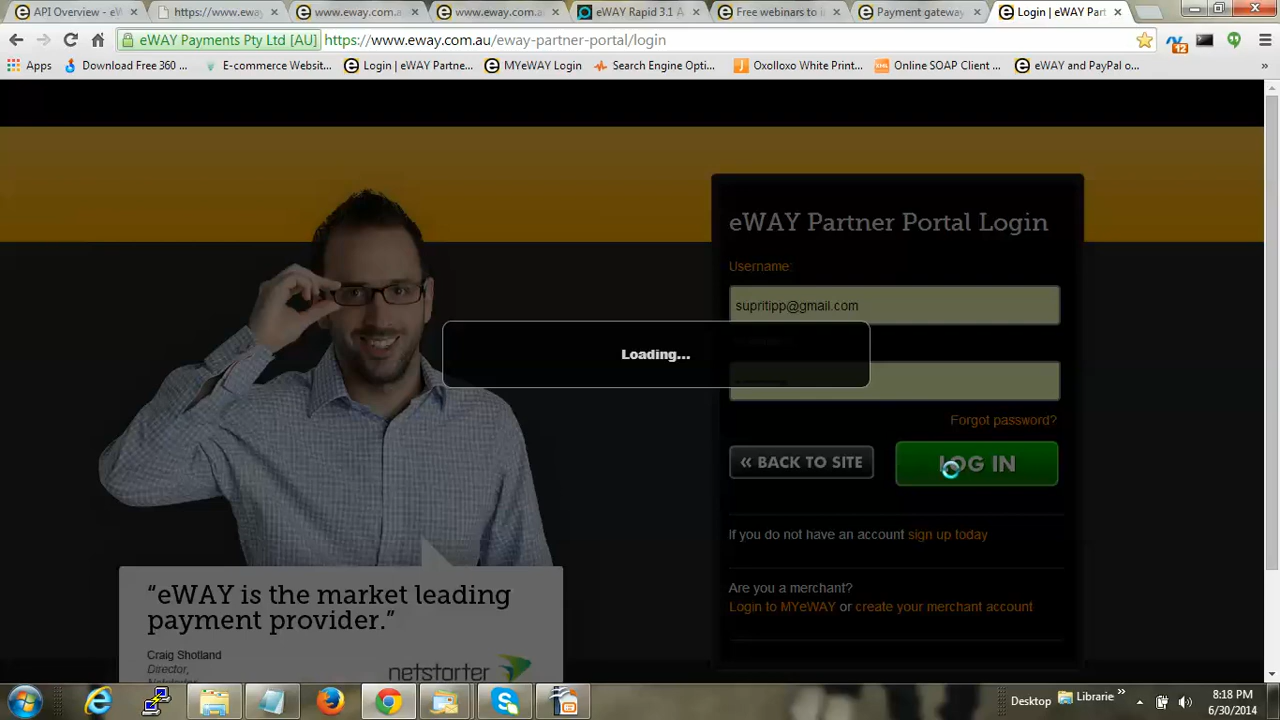 API Overview - eW
https://www.eway
www.eway.com.a
www.eway.com.a
eWAY Rapid 3.1 A
Free webinars to i
Payment gateway
Login | eWAY Part
eWAY Payments Pty Ltd [AU]
https://www.eway.com.au/eway-partner-portal/login
12
Apps
Download Free 360 ...
E-commerce Websit...
Login | eWAY Partne...
MYeWAY Login
Search Engine Opti...
Oxolloxo White Print...
Online SOAP Client ...
eWAY and PayPal o...
»
eWAY Partner Portal Login
Username:
supritipp@gmail.com
Loading...
Forgot password?
« BACK TO SITE
LOG IN
If you do not have an account sign up today
Are you a merchant?
Login to MYeWAY or create your merchant account
“eWAY is the market leading
payment provider.”
Craig Shotland
Director,
netstorter
Desktop
Librarie
»
8:18 PM
6/30/2014